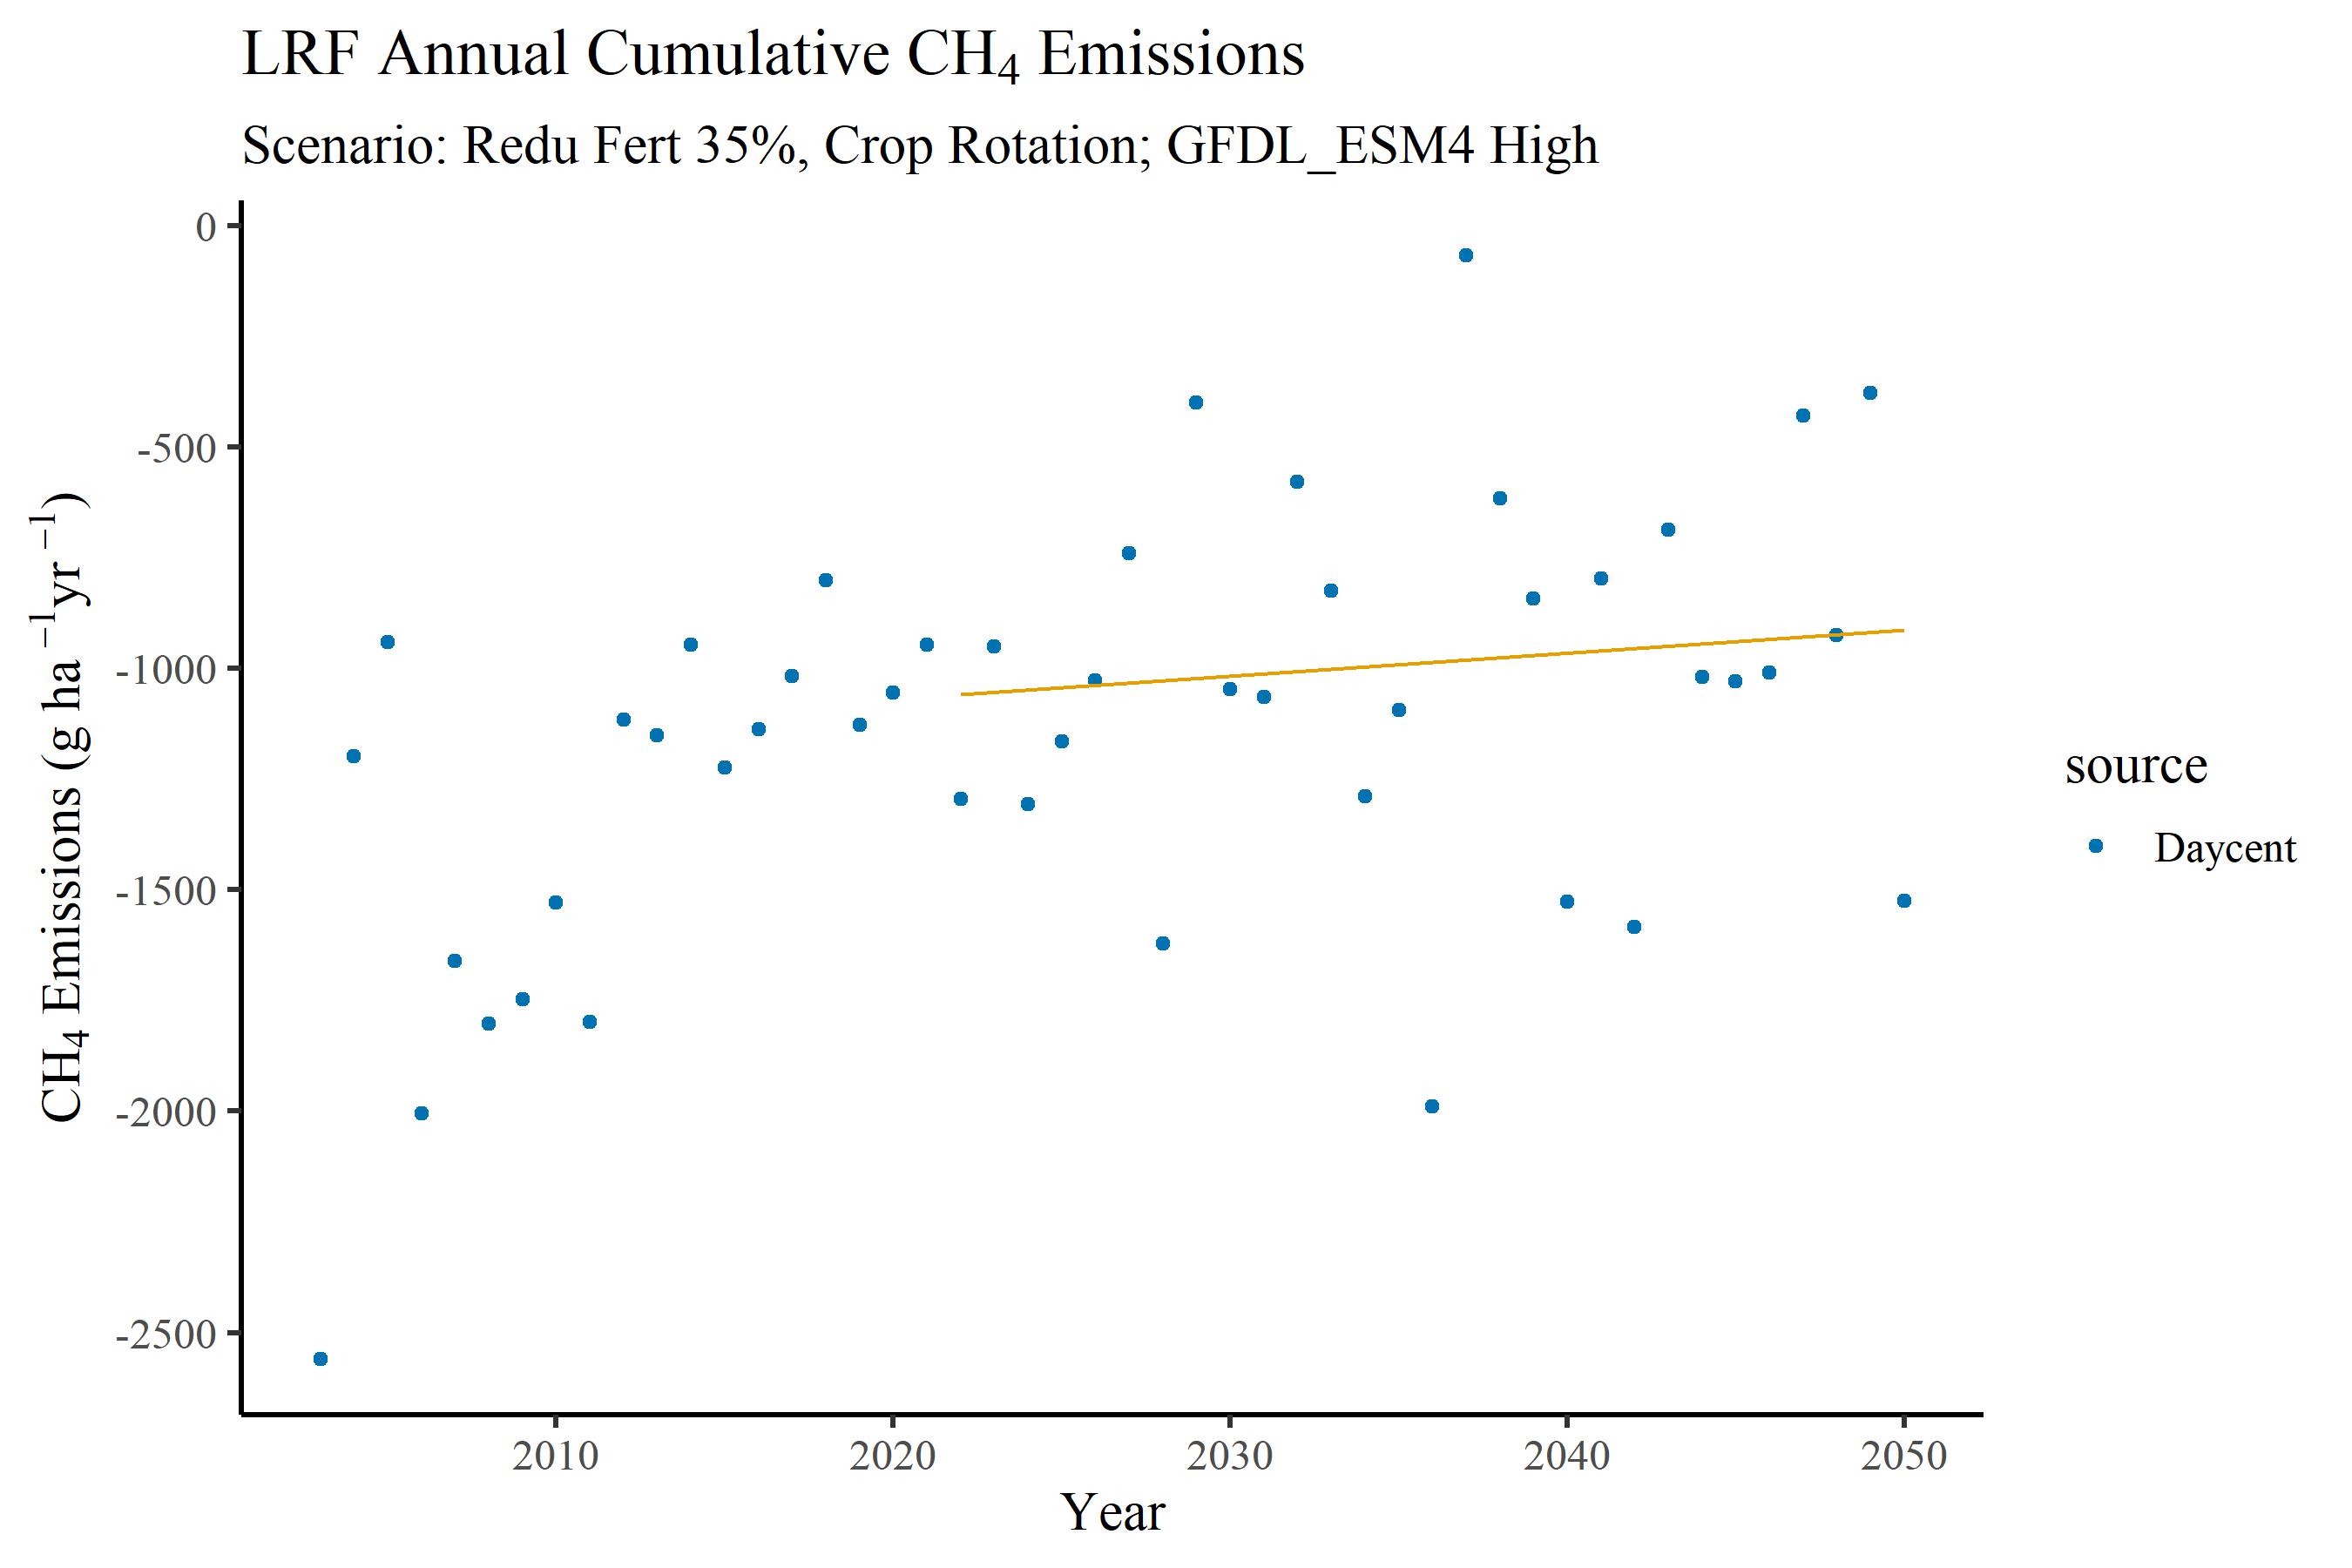 LRF Annual Cumulative CH₄ Emissions
Scenario: Redu Fert 35%, Crop Rotation; GFDL_ESM4 High
CH₄ Emissions (g ha ⁻¹yr ⁻¹)
0
-500
-1000
-1500
-2000
-2500
2010 2020 2030 2040 2050
Year
source
Daycent